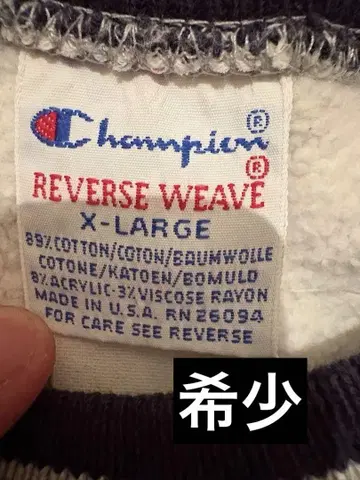 Champion®
®
REVERSE WEAVE
X-LARGE
89% COTTON/COTON/BAUMWOLLE
COTONE/KATOEN/BOMULD
8% ACRYLIC-3% VISCOSE RAYON
MADE IN U.S.A. RN 26094
FOR CARE SEE REVERSE
希少